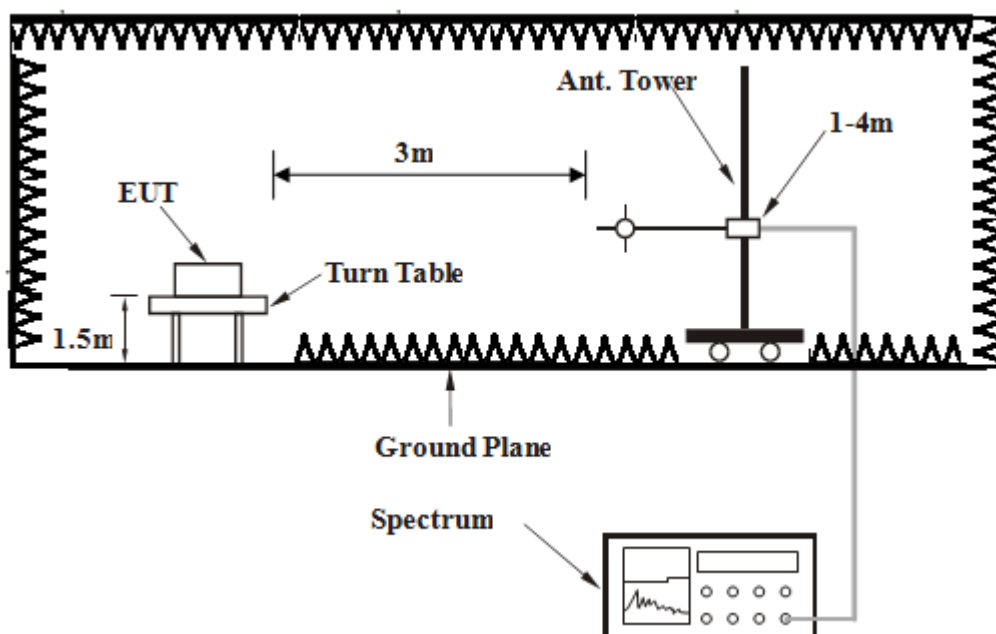 Ant. Tower
1-4m
3m
EUT
Turn Table
1.5m
Ground Plane
Spectrum